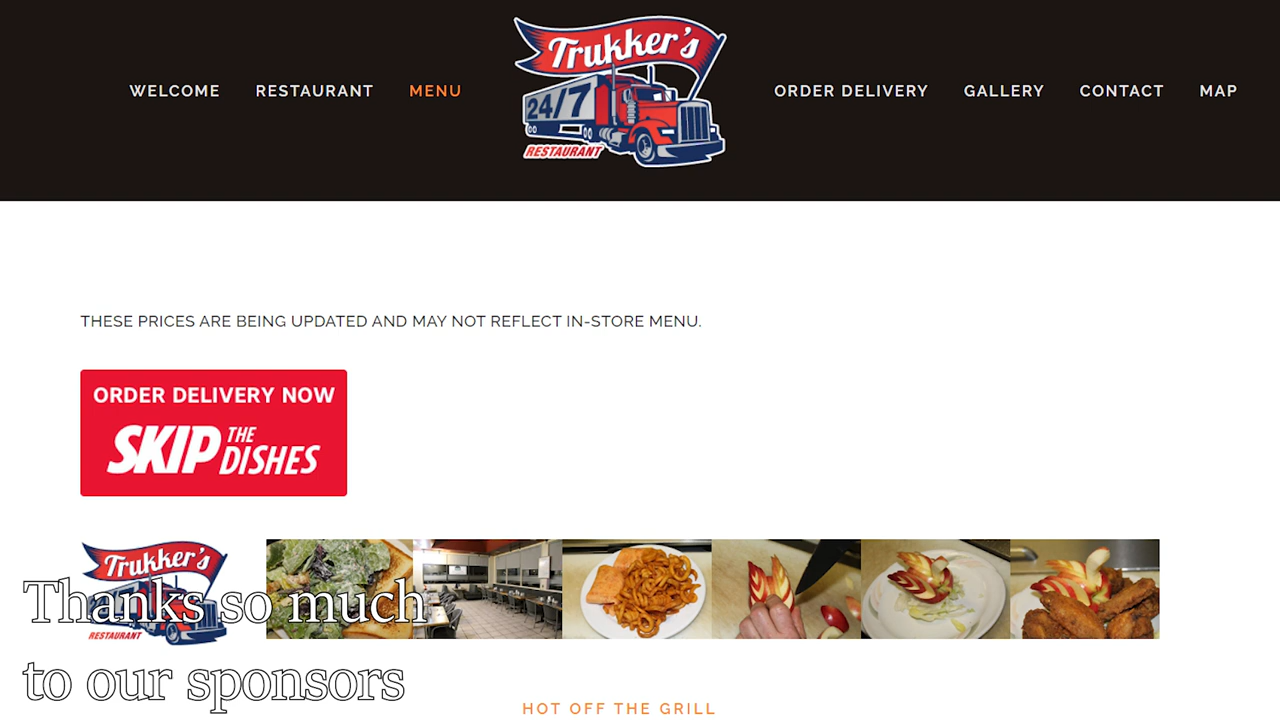 WELCOME
RESTAURANT
MENU
Trukker's
24/7
RESTAURANT
ORDER DELIVERY
GALLERY
CONTACT
MAP
THESE PRICES ARE BEING UPDATED AND MAY NOT REFLECT IN-STORE MENU.
ORDER DELIVERY NOW
SKIP THE DISHES
Trukker's
RESTAURANT
Thanks so much
to our sponsors
HOT OFF THE GRILL